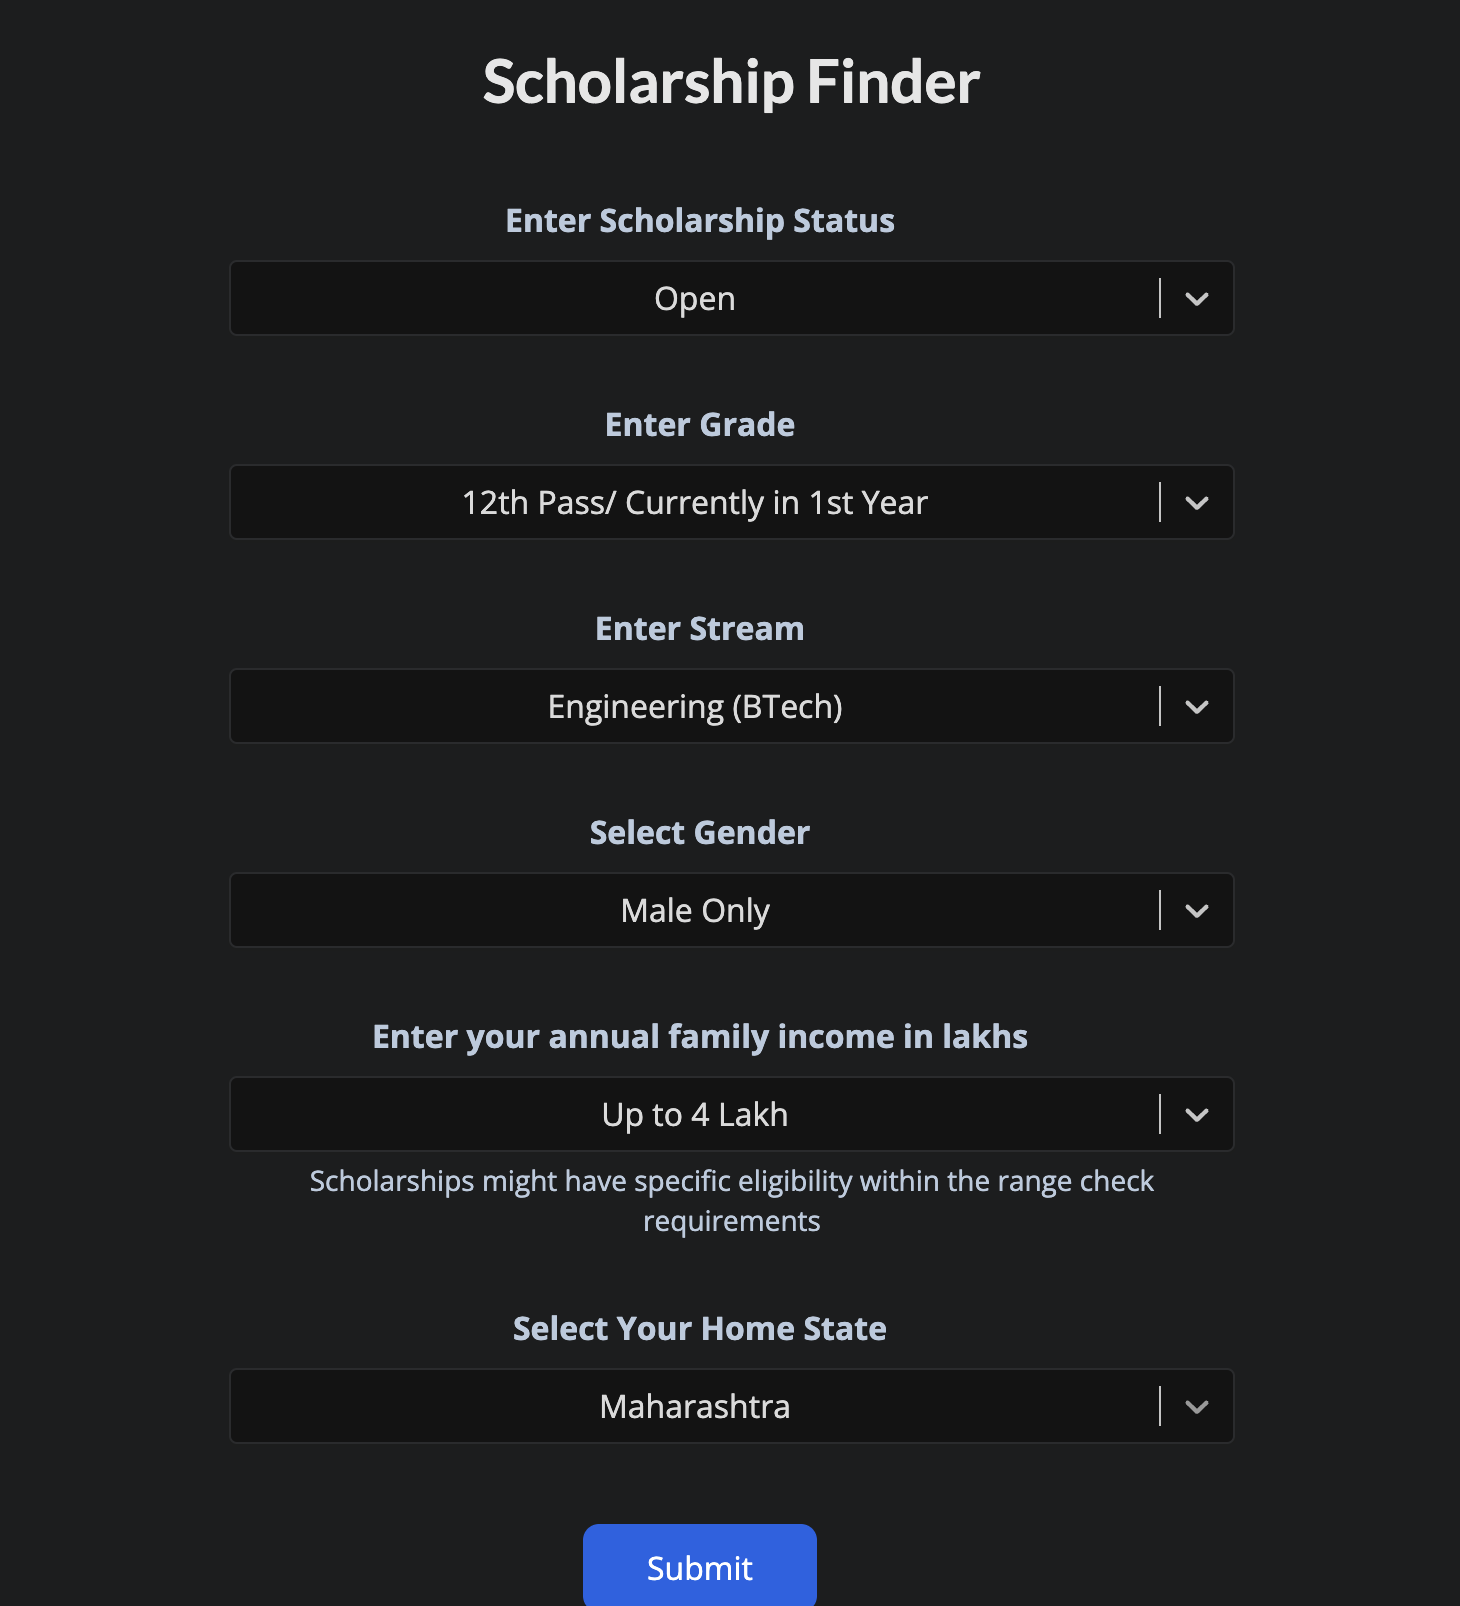 Scholarship Finder
Enter Scholarship Status
Open
Enter Grade
12th Pass/ Currently in 1st Year
Enter Stream
Engineering (BTech)
Select Gender
Male Only
Enter your annual family income in lakhs
Up to 4 Lakh
Scholarships might have specific eligibility within the range check
requirements
Select Your Home State
Maharashtra
Submit